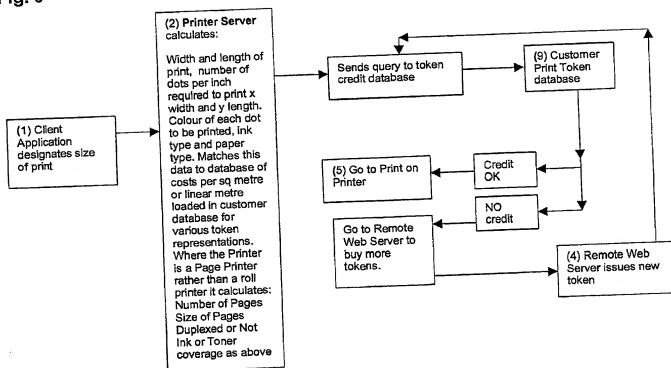 (1) Client
Application
designates size
of print
(2) Printer Server
calculates:
Width and length of
print, number of
dots per inch
required to print x
width and y length.
Colour of each dot
to be printed, ink
type and paper
type. Matches this
data to database of
costs per sq metre
or linear metre
loaded in customer
database for
various token
representations.
Where the Printer
is a Page Printer
rather than a roll
printer it calculates:
Number of Pages
Size of Pages
Duplexed or Not
Ink or Toner
coverage as above
Sends query to token
credit database
(9) Customer
Print Token
database
(5) Go to Print on
Printer
Credit
OK
NO
credit
Go to Remote
Web Server to
buy more
tokens.
(4) Remote Web
Server issues new
token